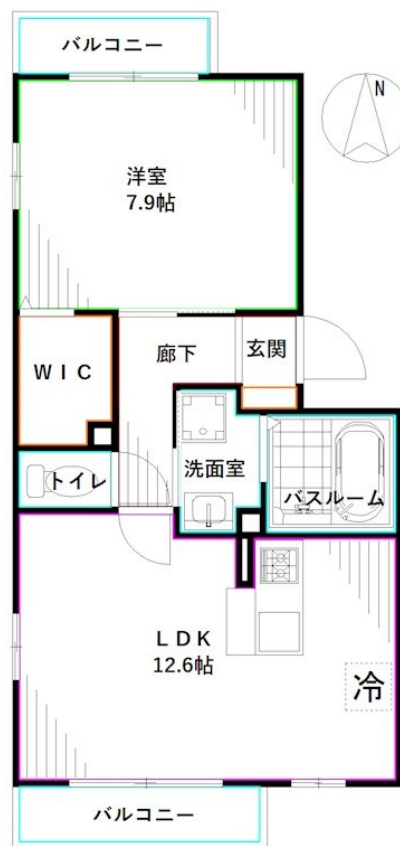 バルコニー
N
洋室
7.9帖
廊下
玄関
ＷＩＣ
洗面室
トイレ
バスルーム
ＬＤＫ
12.6帖
冷
バルコニー